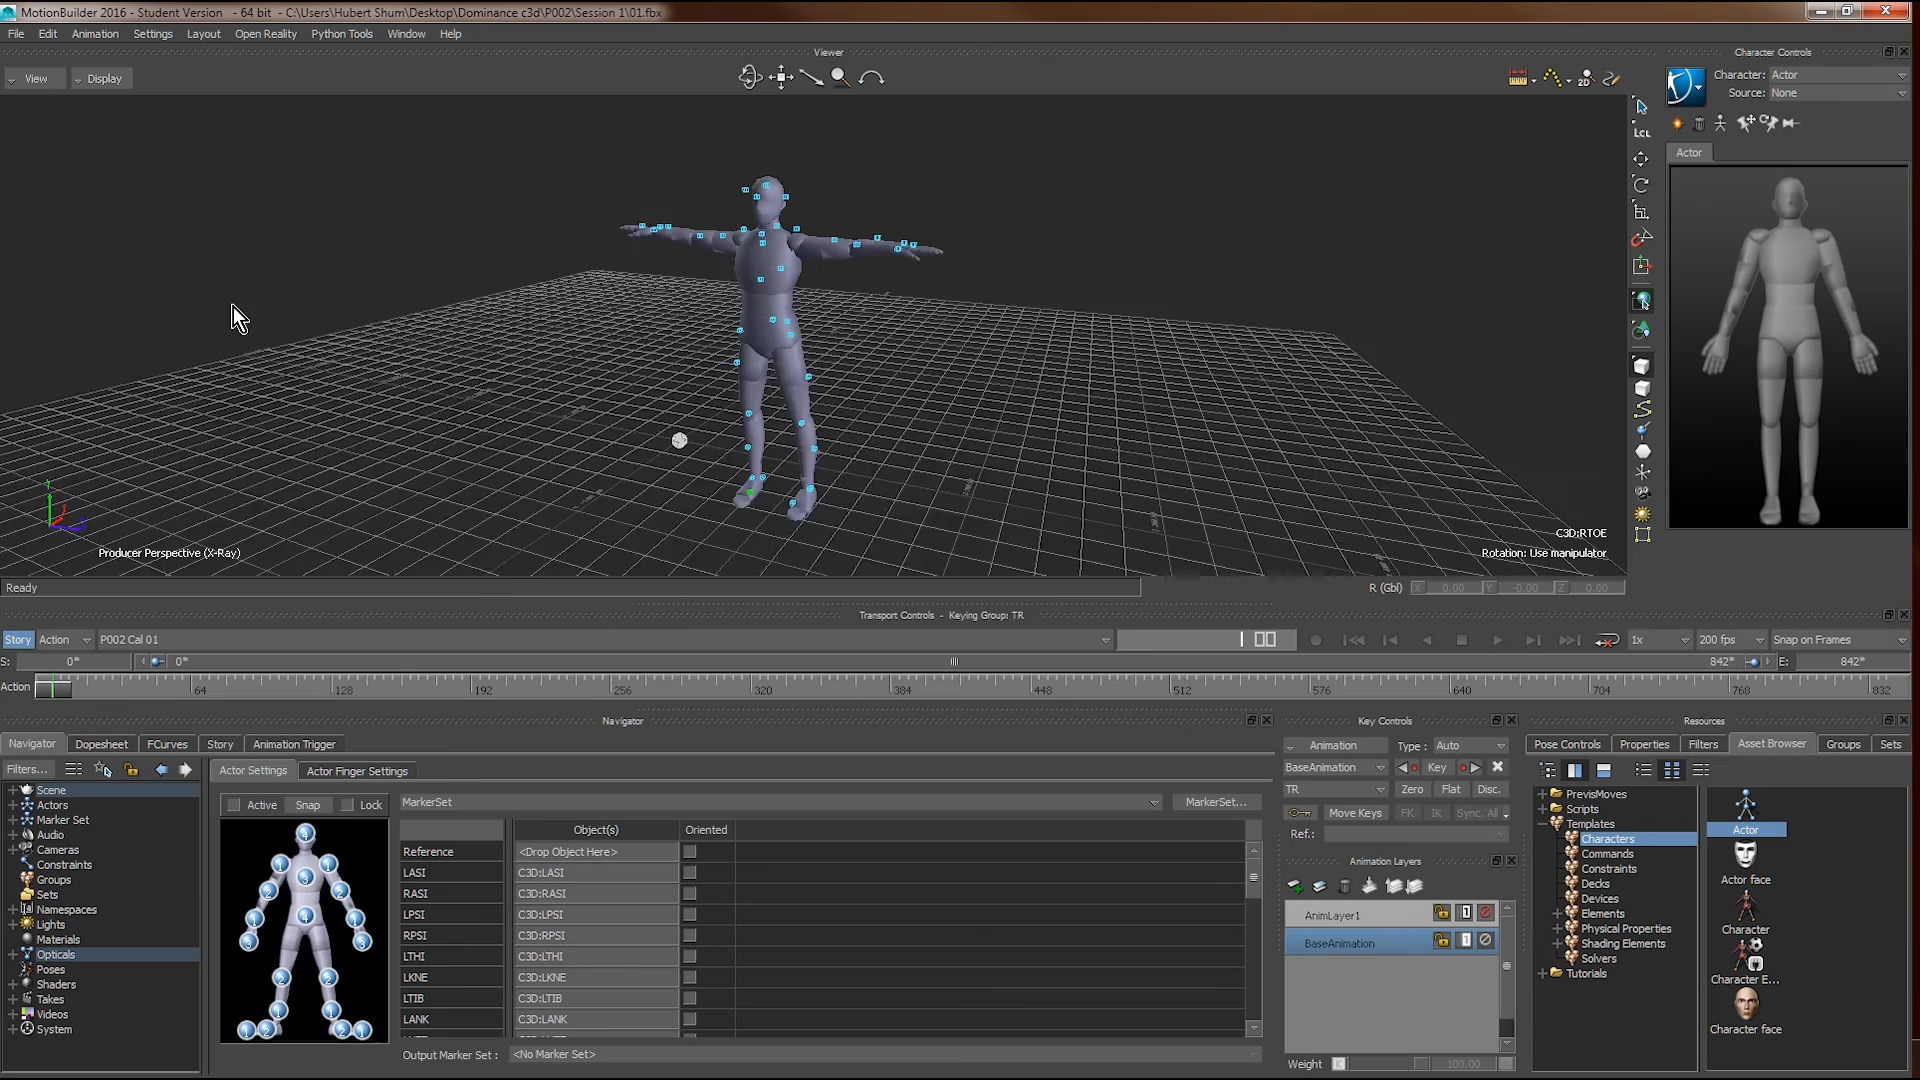 MotionBuilder 2016 - Student Version - 64 bit - C:\Users\Hubert Shum\Desktop\Dominance c3d\P002\Session 1\01.fbx
File Edit Animation Settings Layout Open Reality Python Tools Window Help
Viewer
Character Controls
View Display
2D
Character: Actor
Source: None
LCL
Actor
C3D:RTOE
Producer Perspective (X-Ray)
Rotation: Use manipulator
Ready
R (Gbl) X 0.00 Y -0.00 Z 0.00
Transport Controls - Keying Group: TR
Story Action P002 Cal 01 1x 200 fps Snap on Frames
S: 0* 0* 842* E: 842*
Action 64 128 192 256 320 384 448 512 576 640 704 768 832
Navigator
Key Controls
Resources
Navigator Dopesheet FCurves Story Animation Trigger
Animation Type : Auto
Pose Controls Properties Filters Asset Browser Groups Sets
Filters...
Actor Settings Actor Finger Settings
BaseAnimation Key
TR Zero Flat Disc.
Move Keys FK IK Sync. All
Ref.:
Animation Layers
AnimLayer1
BaseAnimation
Weight K 100.00 A
Scene
Actors
Marker Set
Audio
Cameras
Constraints
Groups
Sets
Namespaces
Lights
Materials
Opticals
Poses
Shaders
Takes
Videos
System
Active Snap Lock MarkerSet MarkerSet...
Object(s) Oriented
Reference <Drop Object Here>
LASI C3D:LASI
RASI C3D:RASI
LPSI C3D:LPSI
RPSI C3D:RPSI
LTHI C3D:LTHI
LKNE C3D:LKNE
LTIB C3D:LTIB
LANK C3D:LANK
Output Marker Set : <No Marker Set>
PrevisMoves
Scripts
Templates
Characters
Commands
Constraints
Decks
Devices
Elements
Physical Properties
Shading Elements
Solvers
Tutorials
Actor
Actor face
Character
Character E...
Character face